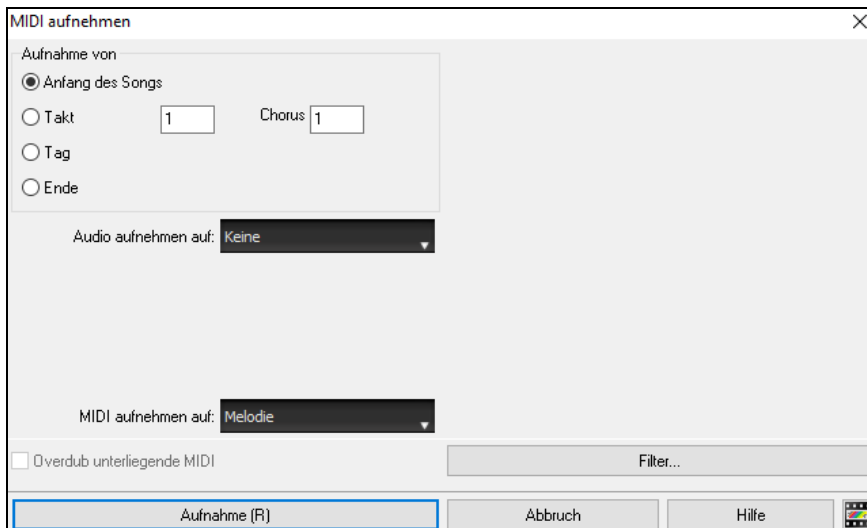 MIDI aufnehmen
Aufnahme von
Anfang des Songs
Takt 1 Chorus 1
Tag
Ende
Audio aufnehmen auf: Keine
MIDI aufnehmen auf: Melodie
Overdub unterliegende MIDI Filter...
Aufnahme (R) Abbruch Hilfe